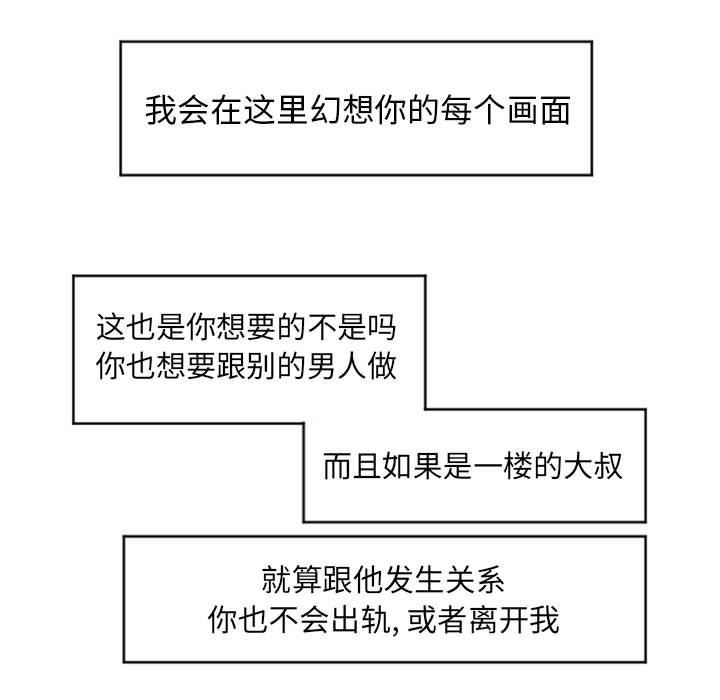 我会在这里幻想你的每个画面
这也是你想要的不是吗
你也想要跟别的男人做
而且如果是一楼的大叔
就算跟他发生关系
你也不会出轨, 或者离开我